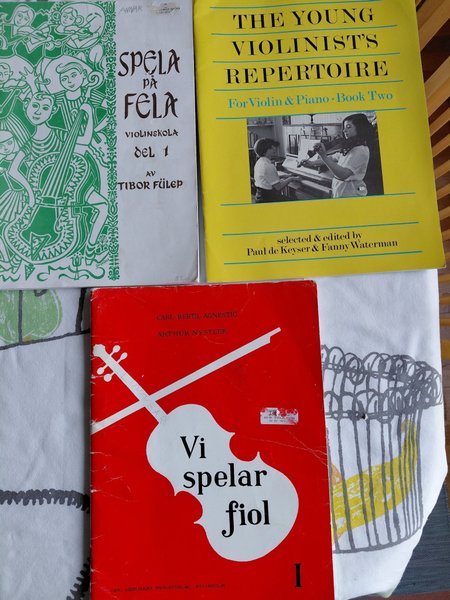 SPELA
PÅ
FELA
VIOLINSKOLA
DEL 1
AV
TIBOR FÜLEP
THE YOUNG
VIOLINIST'S
REPERTOIRE
For Violin & Piano · Book Two
selected & edited by
Paul de Keyser & Fanny Waterman
CARL BERTIL AGNESTIG
ARTHUR NESTLER
Vi
spelar
fiol
I